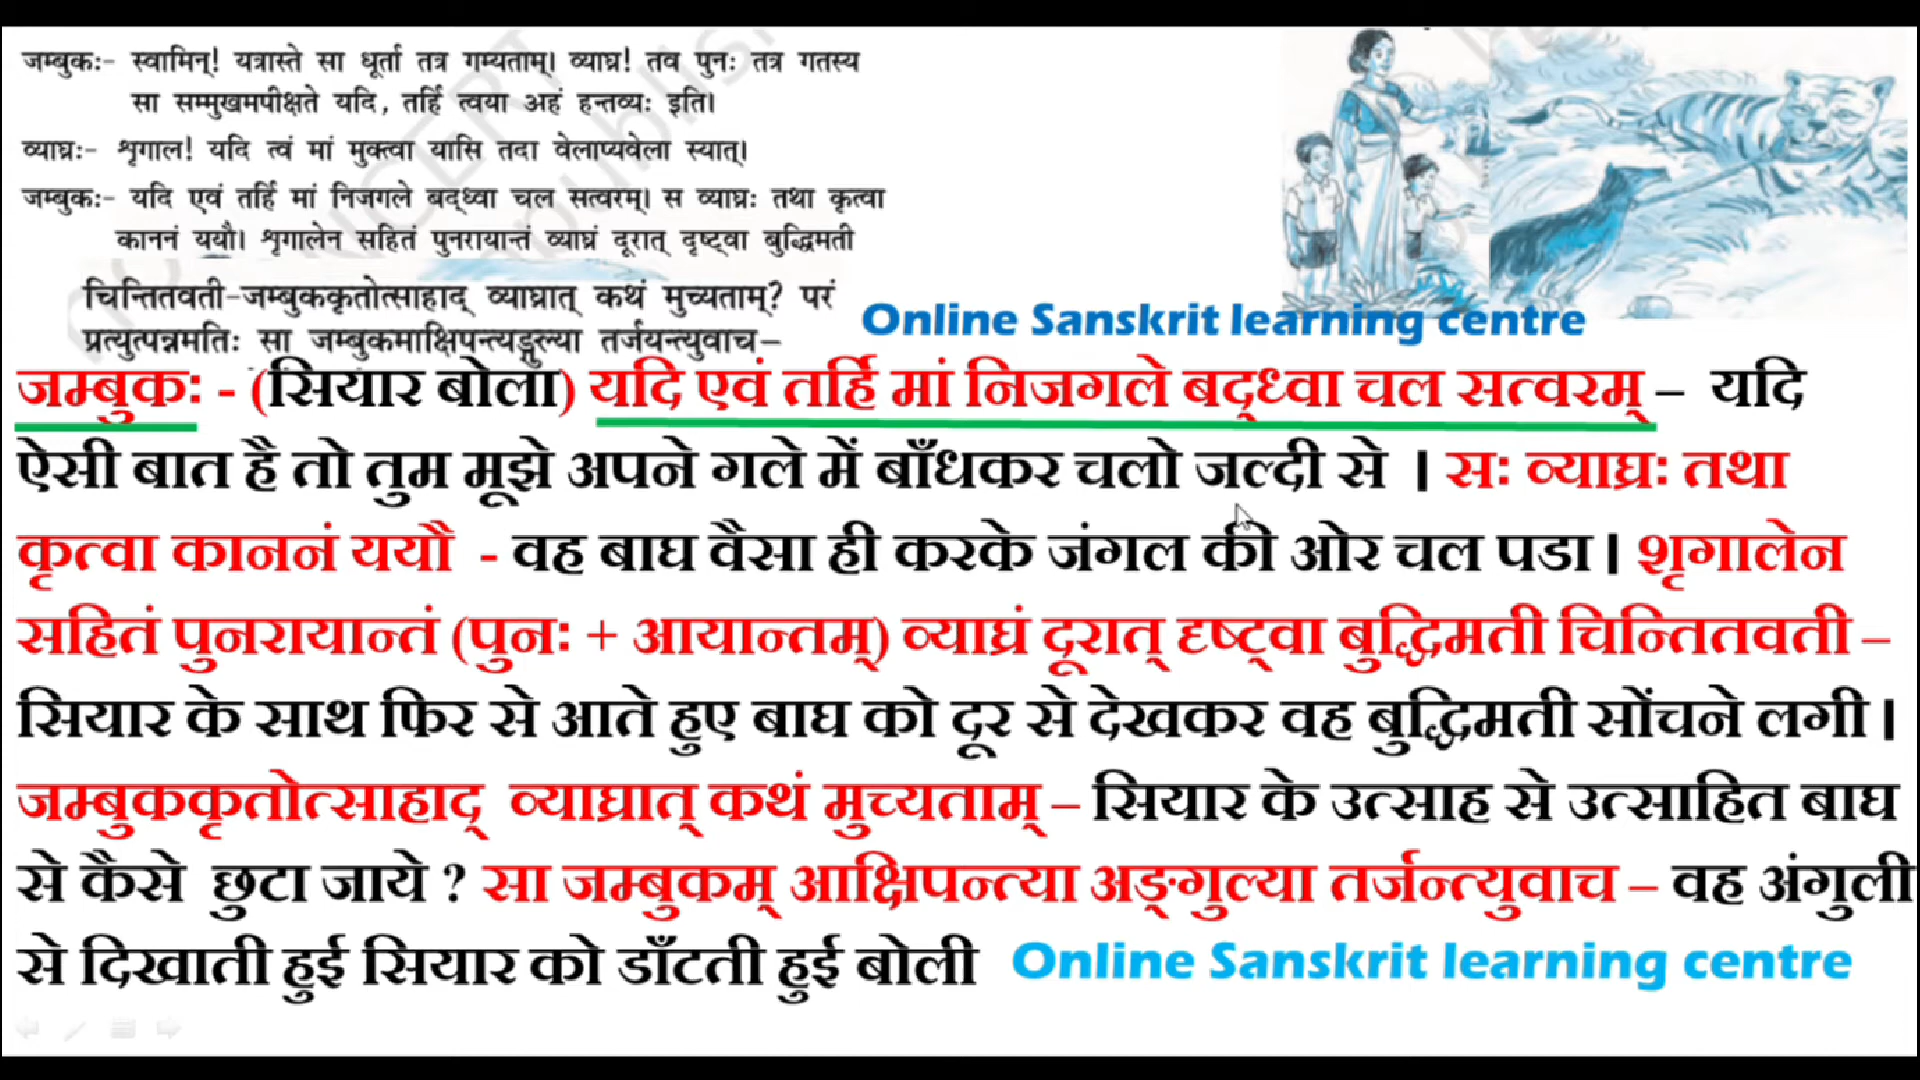 जम्बुकः- स्वामिन्! यत्रास्ते सा धूर्ता तत्र गम्यताम्। व्याघ्र! तव पुनः तत्र गतस्य
सा सम्मुखमपीक्षते यदि, तर्हि त्वया अहं हन्तव्यः इति।
व्याघ्रः- शृगाल! यदि त्वं मां मुक्त्वा यासि तदा वेलाप्यवेला स्यात्।
जम्बुकः- यदि एवं तर्हि मां निजगले बद्ध्वा चल सत्वरम्। स व्याघ्रः तथा कृत्वा
काननं ययौ। शृगालेन सहितं पुनरायान्तं व्याघ्रं दूरात् दृष्ट्वा बुद्धिमती
चिन्तितवती-जम्बुककृतोत्साहाद् व्याघ्रात् कथं मुच्यताम्? परं
प्रत्युत्पन्नमतिः सा जम्बुकमाक्षिपन्त्यङ्गुल्या तर्जयन्त्युवाच–
Online Sanskrit learning centre
जम्बुकः - (सियार बोला) यदि एवं तर्हि मां निजगले बद्ध्वा चल सत्वरम् – यदि
ऐसी बात है तो तुम मूझे अपने गले में बाँधकर चलो जल्दी से । सः व्याघ्रः तथा
कृत्वा काननं ययौ - वह बाघ वैसा ही करके जंगल की ओर चल पडा। शृगालेन
सहितं पुनरायान्तं (पुनः + आयान्तम्) व्याघ्रं दूरात् दृष्ट्वा बुद्धिमती चिन्तितवती –
सियार के साथ फिर से आते हुए बाघ को दूर से देखकर वह बुद्धिमती सोंचने लगी।
जम्बुककृतोत्साहाद् व्याघ्रात् कथं मुच्यताम् – सियार के उत्साह से उत्साहित बाघ
से कैसे छुटा जाये ? सा जम्बुकम् आक्षिपन्त्या अङ्गुल्या तर्जन्त्युवाच – वह अंगुली
से दिखाती हुई सियार को डाँटती हुई बोली Online Sanskrit learning centre